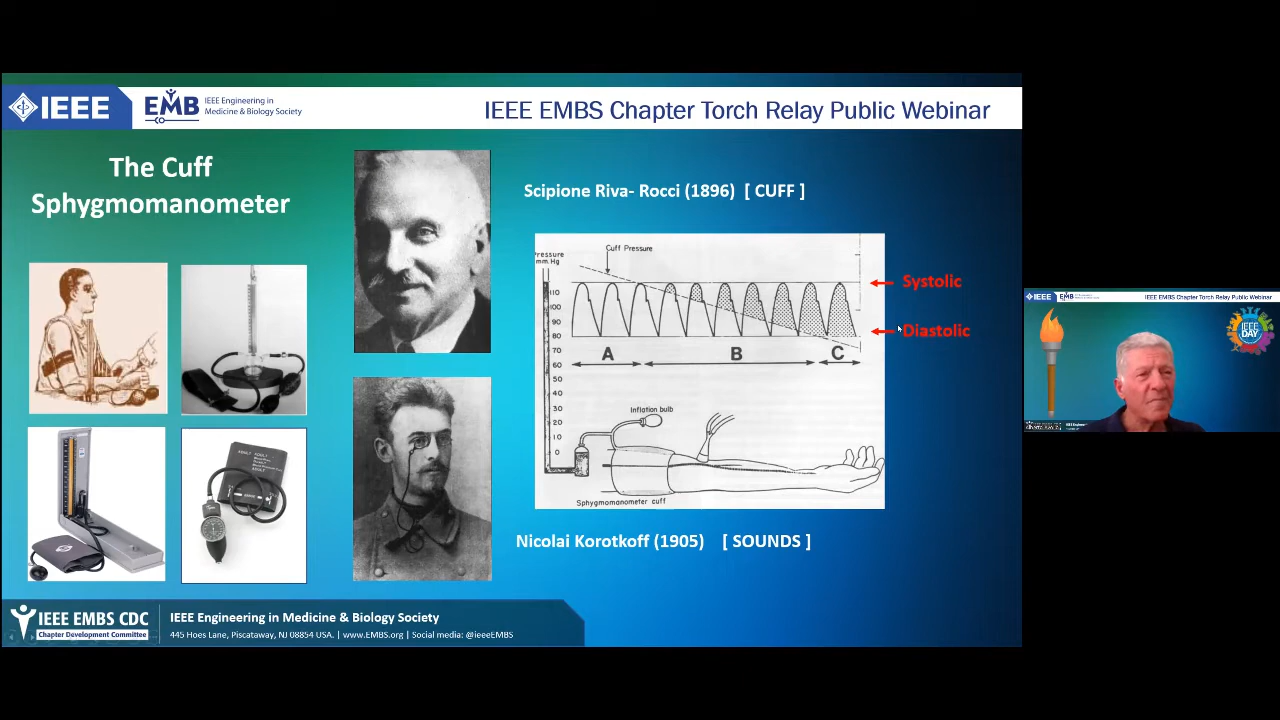 IEEE
EMB
IEEE Engineering in
Medicine & Biology Society
IEEE EMBS Chapter Torch Relay Public Webinar
The Cuff
Sphygmomanometer
Scipione Riva- Rocci (1896) [ CUFF ]
Cuff Pressure
Pressure
mm. Hg
110
100
90
80
70
60
50
40
30
20
10
0
A
B
C
Systolic
Diastolic
Inflation bulb
Sphygmomanometer cuff
Nicolai Korotkoff (1905) [ SOUNDS ]
IEEE EMBS CDC
Chapter Development Committee
IEEE Engineering in Medicine & Biology Society
445 Hoes Lane, Piscataway, NJ 08854 USA. | www.EMBS.org | Social media: @ieeeEMBS
IEEE
EMB
IEEE EMBS Chapter Torch Relay Public Webinar
IEEE
DAY